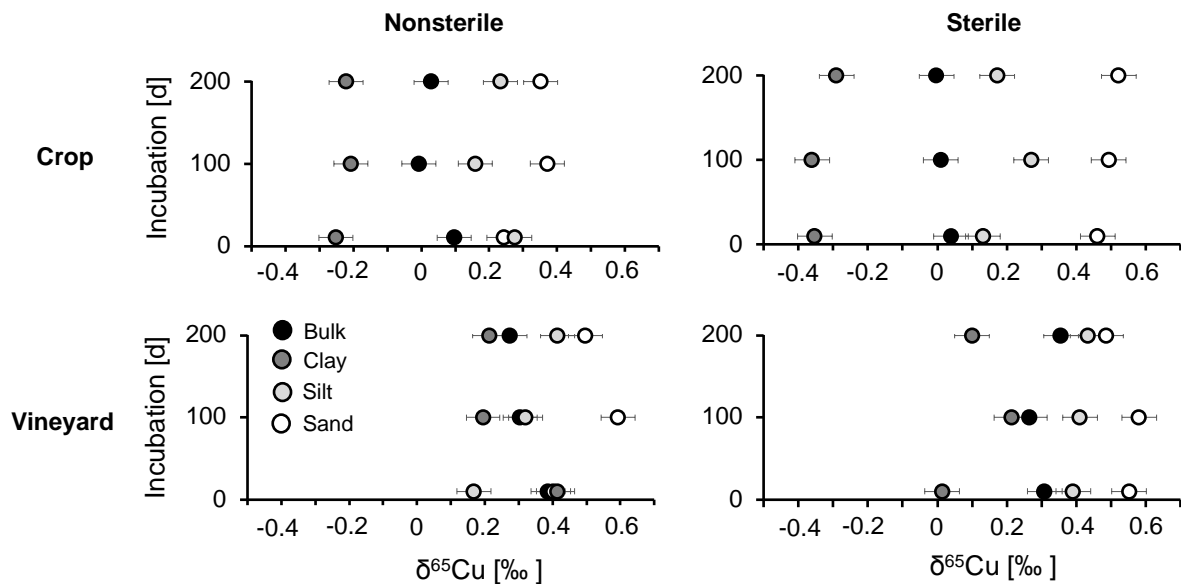 Nonsterile Sterile
Crop
Incubation [d]
200
100
0
-0.4 -0.2 0 0.2 0.4 0.6
Incubation [d]
200
100
0
-0.4 -0.2 0 0.2 0.4 0.6
Vineyard
Incubation [d]
200
100
0
Bulk
Clay
Silt
Sand
-0.4 -0.2 0 0.2 0.4 0.6
δ⁶⁵Cu [‰ ]
Incubation [d]
200
100
0
-0.4 -0.2 0 0.2 0.4 0.6
δ⁶⁵Cu [‰ ]